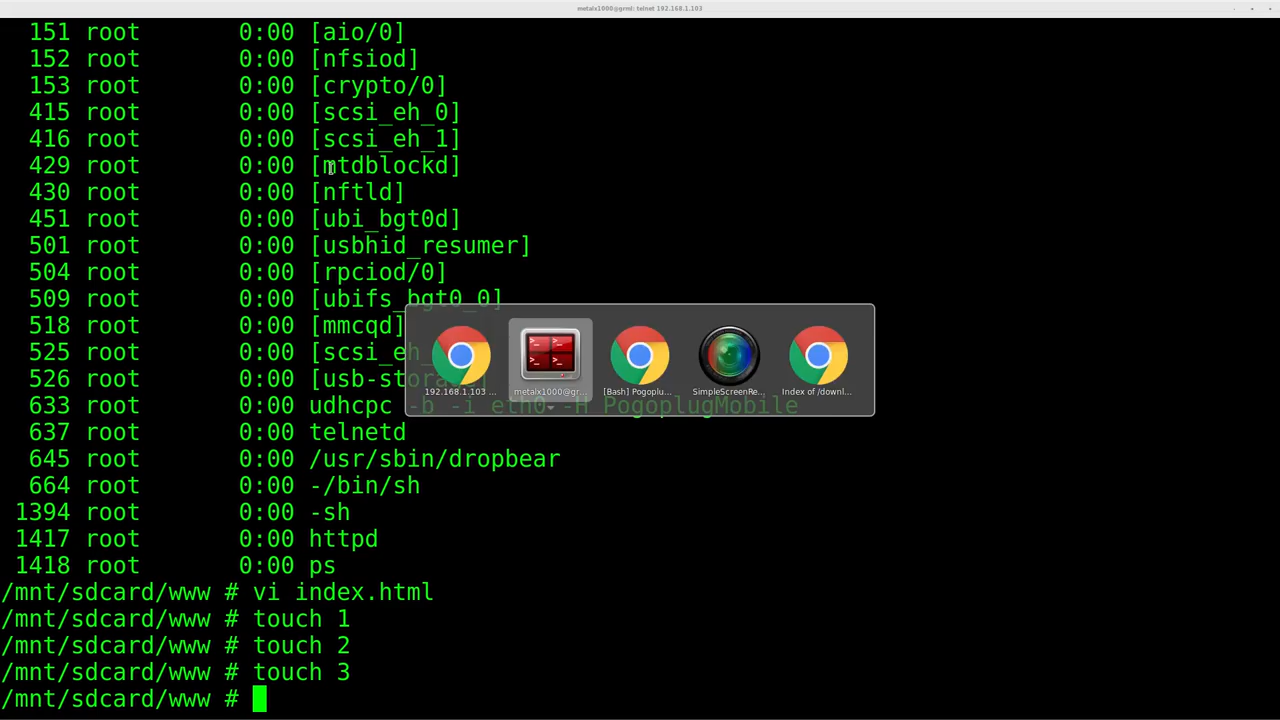 metalx1000@grml: telnet 192.168.1.103
151 root 0:00 [aio/0]
152 root 0:00 [nfsiod]
153 root 0:00 [crypto/0]
415 root 0:00 [scsi_eh_0]
416 root 0:00 [scsi_eh_1]
429 root 0:00 [mtdblockd]
430 root 0:00 [nftld]
451 root 0:00 [ubi_bgt0d]
501 root 0:00 [usbhid_resumer]
504 root 0:00 [rpciod/0]
509 root 0:00 [ubifs_bgt0_0]
518 root 0:00 [mmcqd]
525 root 0:00 [scsi_eh_
526 root 0:00 [usb-storage]
633 root 0:00 udhcpc -b -i eth0 -H PogoplugMobile
637 root 0:00 telnetd
645 root 0:00 /usr/sbin/dropbear
664 root 0:00 -/bin/sh
1394 root 0:00 -sh
1417 root 0:00 httpd
1418 root 0:00 ps
/mnt/sdcard/www # vi index.html
/mnt/sdcard/www # touch 1
/mnt/sdcard/www # touch 2
/mnt/sdcard/www # touch 3
/mnt/sdcard/www #
192.168.1.103 ... metalx1000@gr... [Bash] Pogoplu... SimpleScreenRe... Index of /downl...